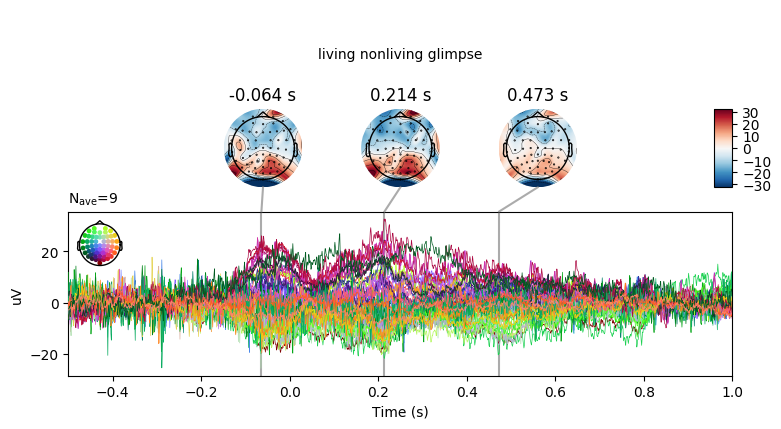 living nonliving glimpse
-0.064 s 0.214 s 0.473 s
30
20
10
0
−10
−20
−30
Nave=9
20
0
−20
uV
−0.4 −0.2 0.0 0.2 0.4 0.6 0.8 1.0
Time (s)